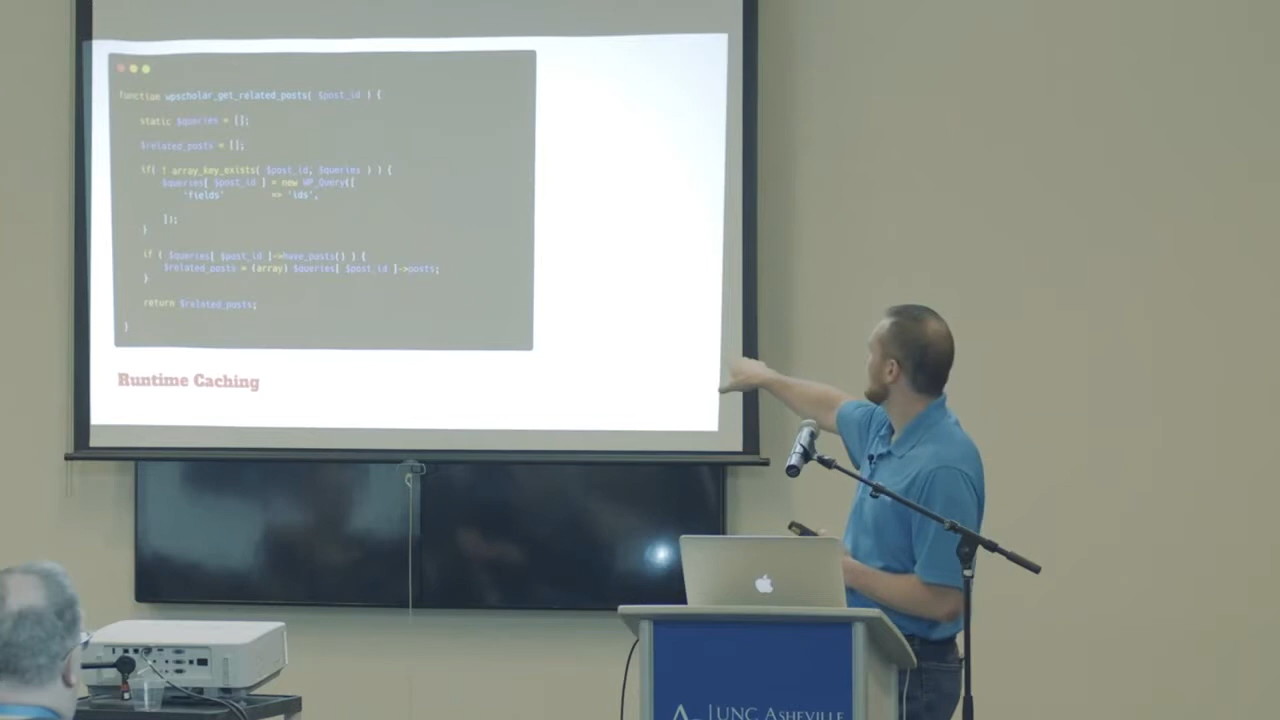 function wpscholar_get_related_posts( $post_id ) {
static $queries = [];
$related_posts = [];
if( ! array_key_exists( $post_id, $queries ) ) {
$queries[ $post_id ] = new WP_Query([
'fields' => 'ids',
]);
}
if ( $queries[ $post_id ]->have_posts() ) {
$related_posts = (array) $queries[ $post_id ]->posts;
}
return $related_posts;
}
Runtime Caching
UNC ASHEVILLE